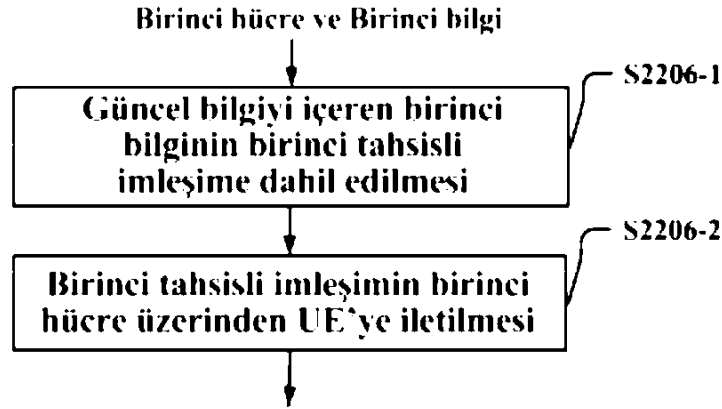 Birinci hücre ve Birinci bilgi
S2206-1
Güncel bilgiyi içeren birinci
bilginin birinci tahsisli
imleşime dahil edilmesi
S2206-2
Birinci tahsisli imleşimin birinci
hücre üzerinden UE'ye iletilmesi